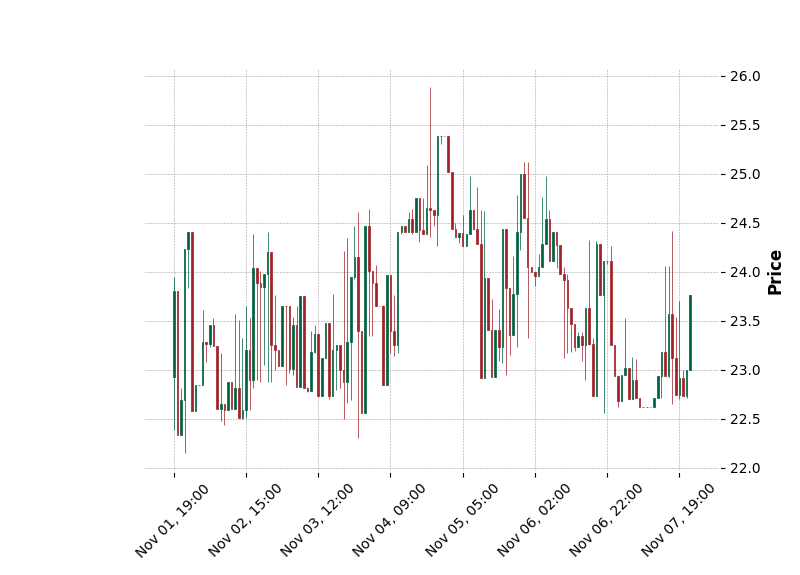 26.0
25.5
25.0
24.5
24.0
23.5
23.0
22.5
22.0
Price
Nov 01, 19:00
Nov 02, 15:00
Nov 03, 12:00
Nov 04, 09:00
Nov 05, 05:00
Nov 06, 02:00
Nov 06, 22:00
Nov 07, 19:00